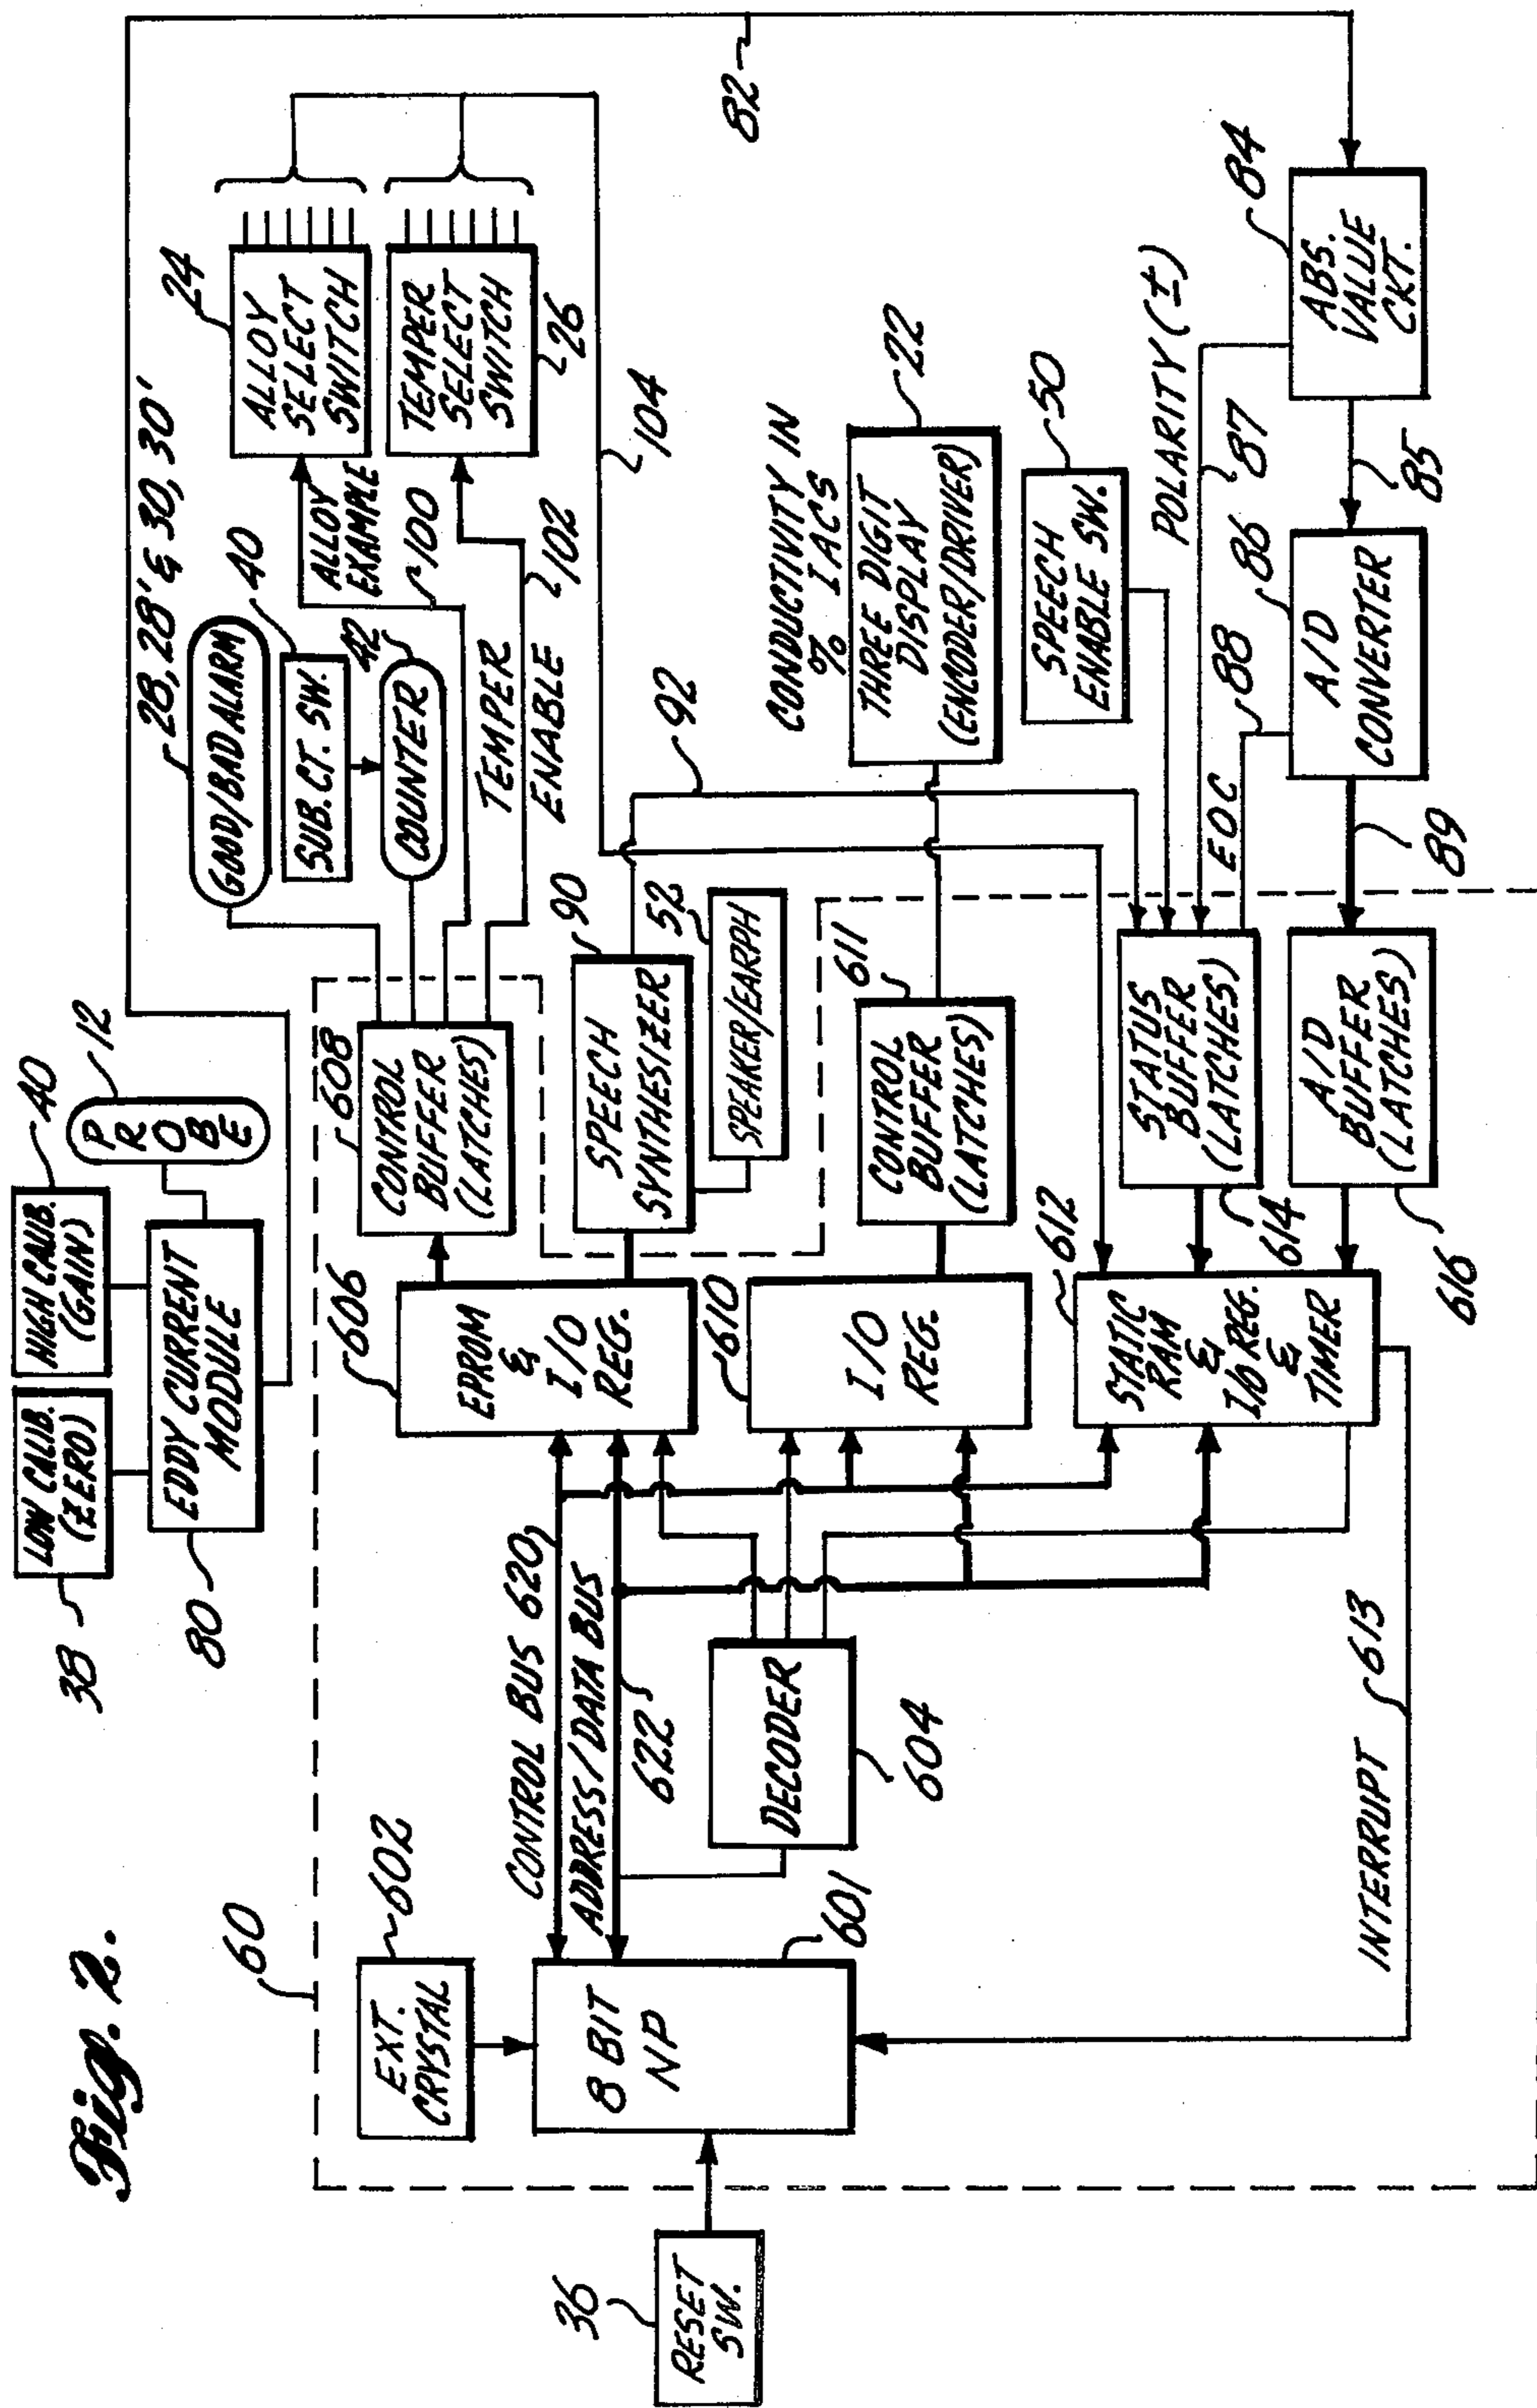 Fig. 2.
38
LOW CALIB.
(ZERO)
HIGH CALIB.
(GAIN)
40
80
EDDY CURRENT
MODULE
PROBE
12
28, 28' & 30, 30'
GOOD/BAD ALARM
SUB. CT. SW.
40
COUNTER
42
ALLOY
SELECT
SWITCH
24
ALLOY
EXAMPLE
100
TEMPER
SELECT
SWITCH
26
TEMPER
ENABLE
102
104
82
60
EXT.
CRYSTAL
602
36
RESET
SW.
8 BIT
NP
601
CONTROL BUS 620
ADDRESS/DATA BUS
622
DECODER
604
606
EPROM
&
I/O
REG.
608
CONTROL
BUFFER
(LATCHES)
SPEECH
SYNTHESIZER
90
SPEAKER/EARPH
52
92
610
I/O
REG.
CONTROL
BUFFER
(LATCHES)
611
CONDUCTIVITY IN
% IACS
THREE DIGIT
DISPLAY
(ENCODER/DRIVER)
22
SPEECH
ENABLE SW.
50
612
STATIC
RAM
&
I/O REG.
&
TIMER
STATUS
BUFFER
(LATCHES)
614
A/D
BUFFER
(LATCHES)
616
POLARITY (±)
87
EOC
88
86
A/D
CONVERTER
89
85
ABS.
VALUE
CKT.
84
INTERRUPT
613